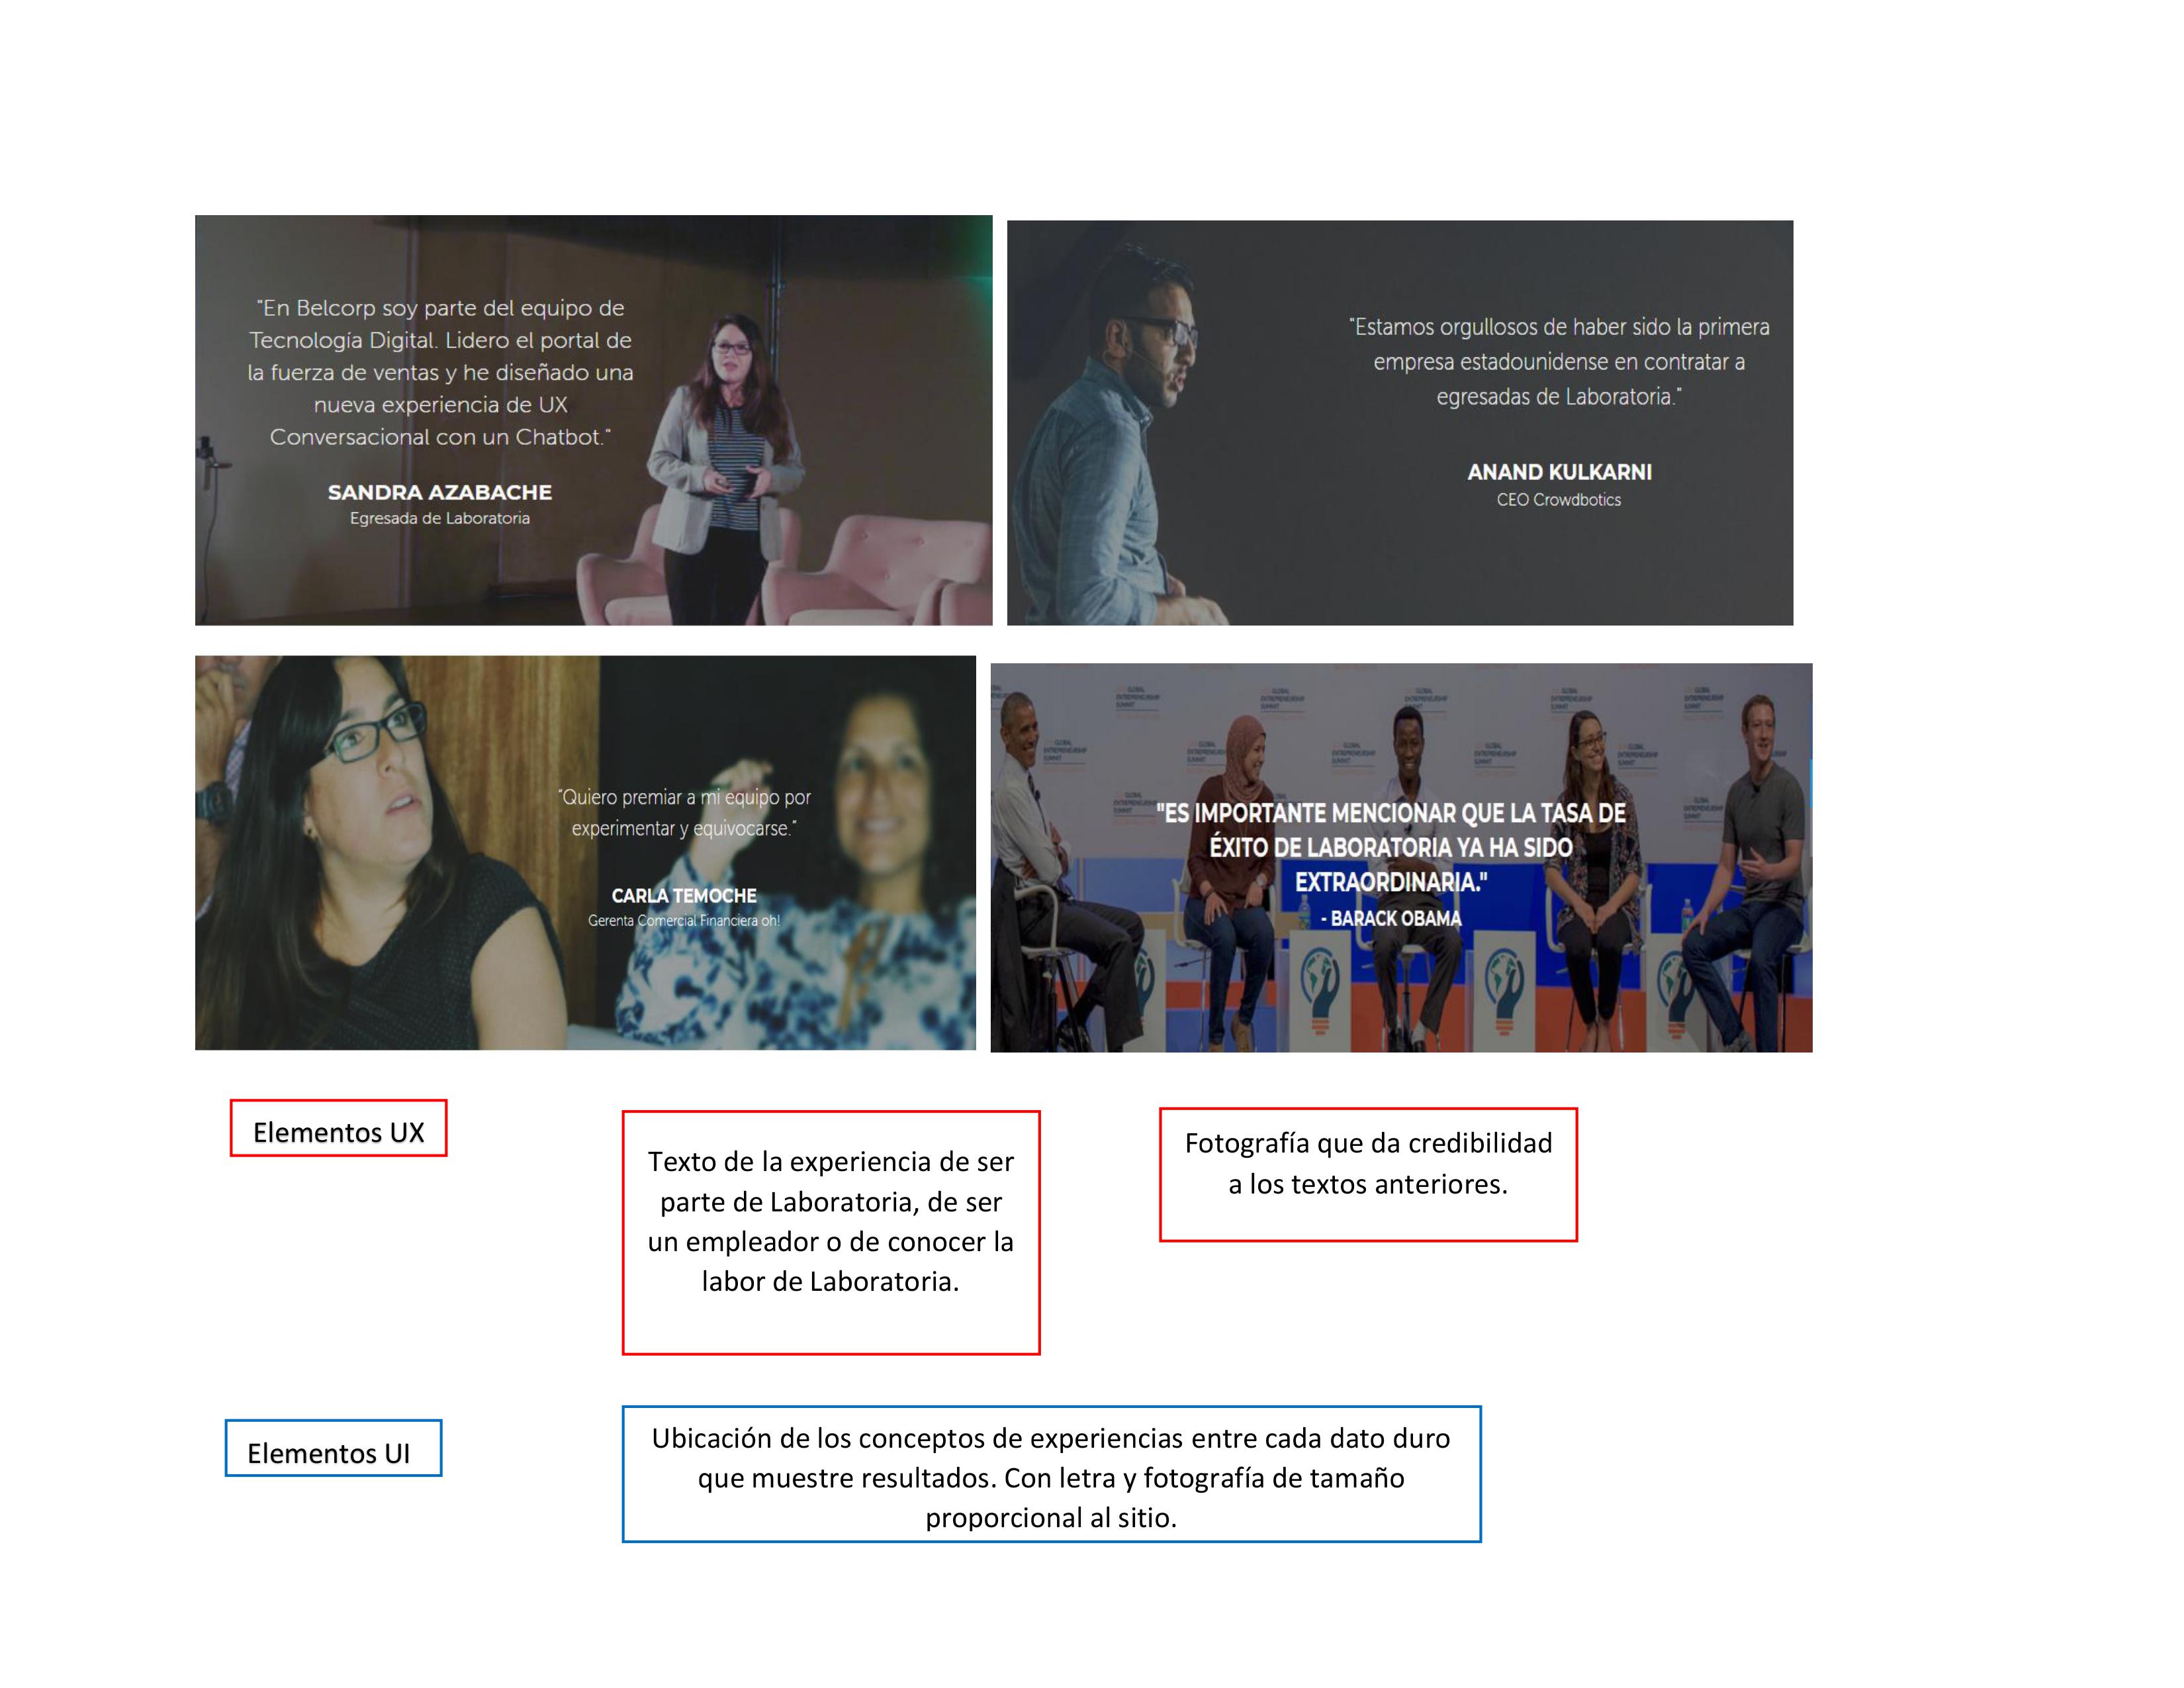 "En Belcorp soy parte del equipo de
Tecnología Digital. Lidero el portal de
la fuerza de ventas y he diseñado una
nueva experiencia de UX
Conversacional con un Chatbot."
SANDRA AZABACHE
Egresada de Laboratoria
"Estamos orgullosos de haber sido la primera
empresa estadounidense en contratar a
egresadas de Laboratoria."
ANAND KULKARNI
CEO Crowdbotics
"Quiero premiar a mi equipo por
experimentar y equivocarse."
CARLA TEMOCHE
Gerenta Comercial Financiera oh!
GLOBAL
ENTREPRENEURSHIP
SUMMIT
"ES IMPORTANTE MENCIONAR QUE LA TASA DE
ÉXITO DE LABORATORIA YA HA SIDO
EXTRAORDINARIA."
- BARACK OBAMA
Elementos UX
Texto de la experiencia de ser
parte de Laboratoria, de ser
un empleador o de conocer la
labor de Laboratoria.
Fotografía que da credibilidad
a los textos anteriores.
Elementos UI
Ubicación de los conceptos de experiencias entre cada dato duro
que muestre resultados. Con letra y fotografía de tamaño
proporcional al sitio.